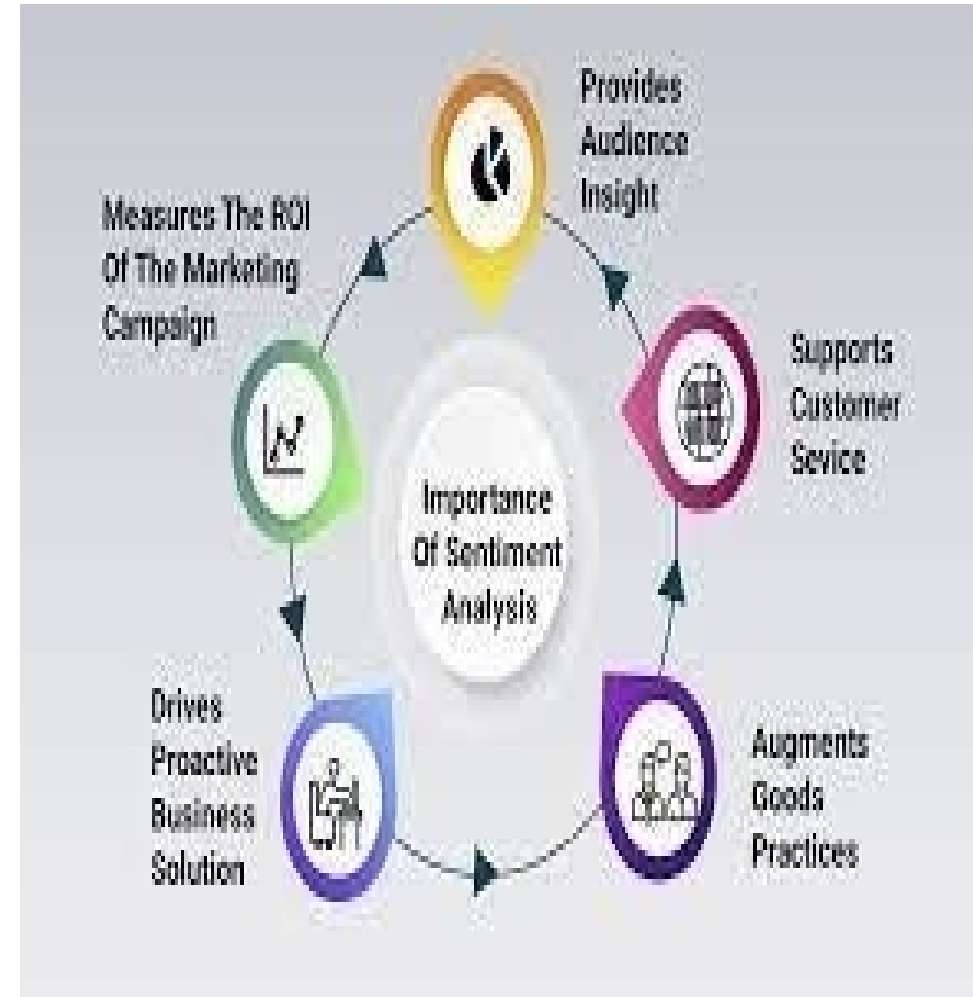 Provides
Audience
Insight
Measures The ROI
Of The Marketing
Campaign
Supports
Customer
Sevice
Importance
Of Sentiment
Analysis
Drives
Proactive
Business
Solution
Augments
Goods
Practices